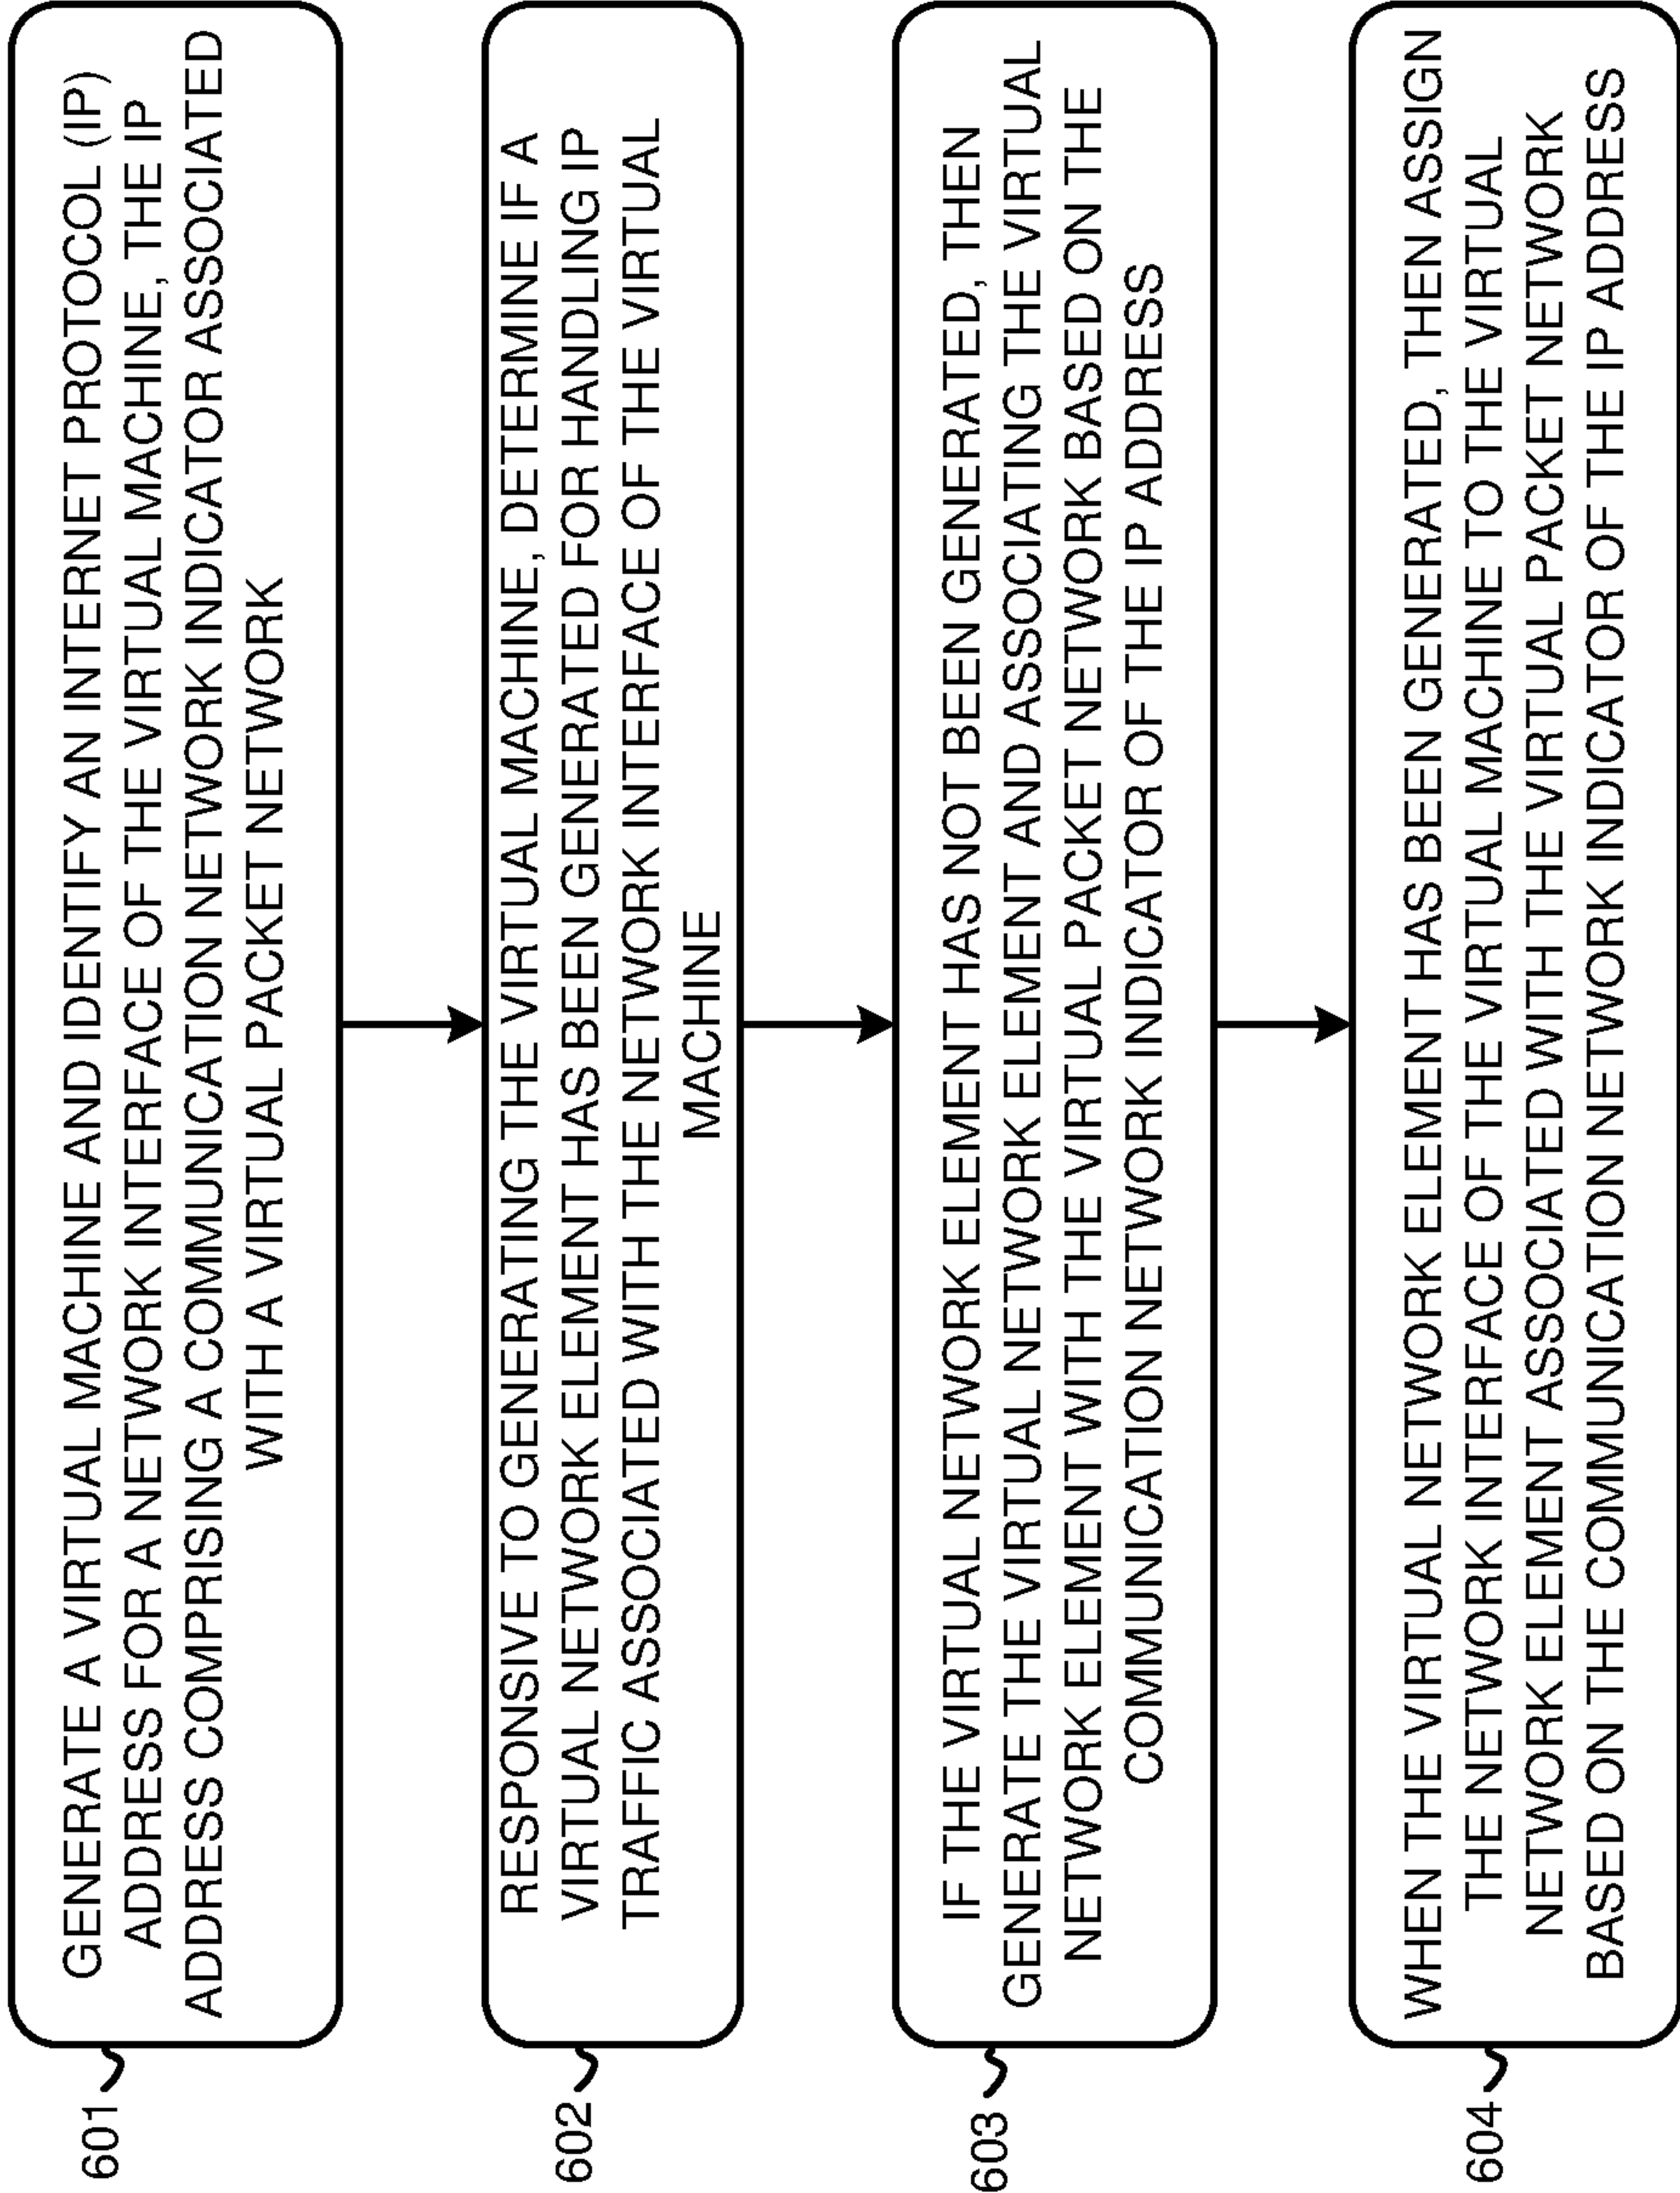 601
GENERATE A VIRTUAL MACHINE AND IDENTIFY AN INTERNET PROTOCOL (IP)
ADDRESS FOR A NETWORK INTERFACE OF THE VIRTUAL MACHINE, THE IP
ADDRESS COMPRISING A COMMUNICATION NETWORK INDICATOR ASSOCIATED
WITH A VIRTUAL PACKET NETWORK
602
RESPONSIVE TO GENERATING THE VIRTUAL MACHINE, DETERMINE IF A
VIRTUAL NETWORK ELEMENT HAS BEEN GENERATED FOR HANDLING IP
TRAFFIC ASSOCIATED WITH THE NETWORK INTERFACE OF THE VIRTUAL
MACHINE
603
IF THE VIRTUAL NETWORK ELEMENT HAS NOT BEEN GENERATED, THEN
GENERATE THE VIRTUAL NETWORK ELEMENT AND ASSOCIATING THE VIRTUAL
NETWORK ELEMENT WITH THE VIRTUAL PACKET NETWORK BASED ON THE
COMMUNICATION NETWORK INDICATOR OF THE IP ADDRESS
604
WHEN THE VIRTUAL NETWORK ELEMENT HAS BEEN GENERATED, THEN ASSIGN
THE NETWORK INTERFACE OF THE VIRTUAL MACHINE TO THE VIRTUAL
NETWORK ELEMENT ASSOCIATED WITH THE VIRTUAL PACKET NETWORK
BASED ON THE COMMUNICATION NETWORK INDICATOR OF THE IP ADDRESS